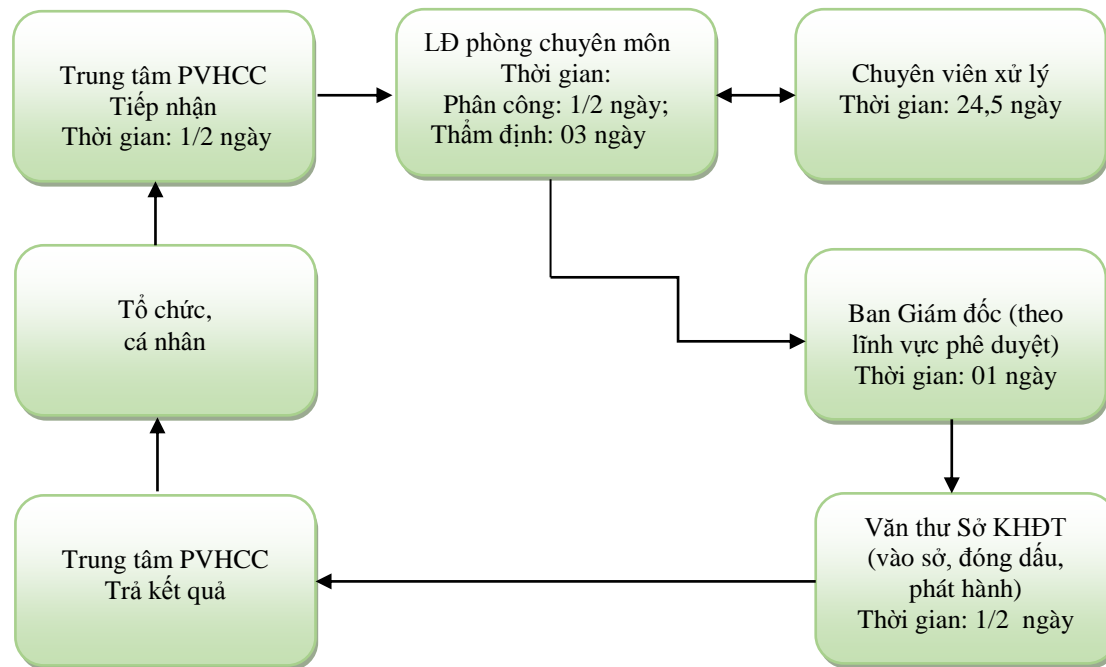 Trung tâm PVHCC
Tiếp nhận
Thời gian: 1/2 ngày
LĐ phòng chuyên môn
Thời gian:
Phân công: 1/2 ngày;
Thẩm định: 03 ngày
Chuyên viên xử lý
Thời gian: 24,5 ngày
Tổ chức,
cá nhân
Ban Giám đốc (theo
lĩnh vực phê duyệt)
Thời gian: 01 ngày
Trung tâm PVHCC
Trả kết quả
Văn thư Sở KHĐT
(vào sở, đóng dấu,
phát hành)
Thời gian: 1/2 ngày